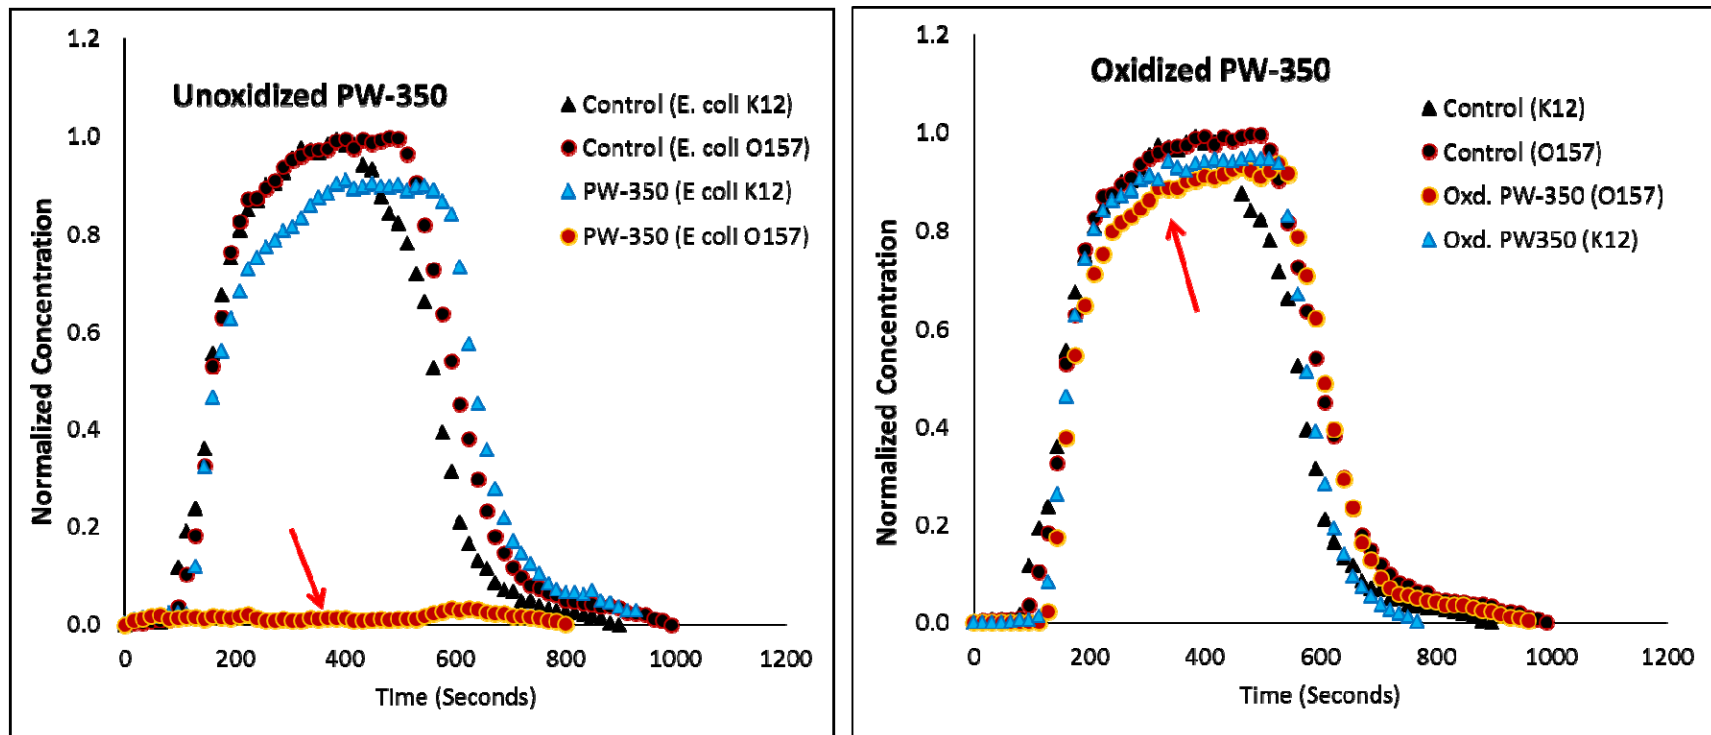 Unoxidized PW-350
Control (E. colI K12)
Control (E. colI O157)
PW-350 (E colI K12)
PW-350 (E colI O157)
Normalized Concentration
1.2
1.0
0.8
0.6
0.4
0.2
0.0
0
200
400
600
800
1000
1200
TIme (Seconds)
Oxidized PW-350
Control (K12)
Control (O157)
Oxd. PW-350 (O157)
Oxd. PW350 (K12)
Normalized Concentration
1.2
1.0
0.8
0.6
0.4
0.2
0.0
0
200
400
600
800
1000
1200
Time (Seconds)